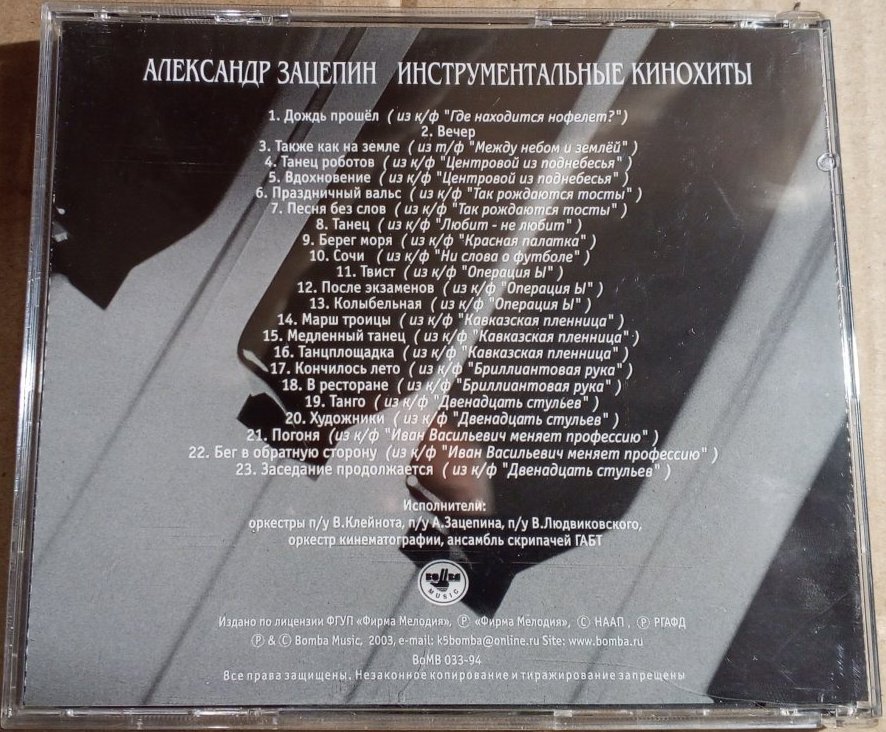 АЛЕКСАНДР ЗАЦЕПИН ИНСТРУМЕНТАЛЬНЫЕ КИНОХИТЫ
1. Дождь прошёл ( из к/ф "Где находится нофелет?")
2. Вечер
3. Также как на земле ( из т/ф "Между небом и землёй" )
4. Танец роботов ( из к/ф "Центровой из поднебесья" )
5. Вдохновение ( из к/ф "Центровой из поднебесья" )
6. Праздничный вальс ( из к/ф "Так рождаются тосты" )
7. Песня без слов ( из к/ф "Так рождаются тосты" )
8. Танец ( из к/ф "Любит - не любит" )
9. Берег моря ( из к/ф "Красная палатка" )
10. Сочи ( из к/ф "Ни слова о футболе" )
11. Твист ( из к/ф "Операция Ы" )
12. После экзаменов ( из к/ф "Операция Ы" )
13. Колыбельная ( из к/ф "Операция Ы" )
14. Марш троицы ( из к/ф "Кавказская пленница" )
15. Медленный танец ( из к/ф "Кавказская пленница" )
16. Танцплощадка ( из к/ф "Кавказская пленница" )
17. Кончилось лето ( из к/ф "Бриллиантовая рука" )
18. В ресторане ( из к/ф "Бриллиантовая рука" )
19. Танго ( из к/ф "Двенадцать стульев" )
20. Художники ( из к/ф "Двенадцать стульев" )
21. Погоня (из к/ф "Иван Васильевич меняет профессию" )
22. Бег в обратную сторону ( из к/ф "Иван Васильевич меняет профессию" )
23. Заседание продолжается ( из к/ф "Двенадцать стульев" )
Исполнители:
оркестры п/у В.Клейнота, п/у А.Зацепина, п/у В.Людвиковского,
оркестр кинематографии, ансамбль скрипачей ГАБТ
BOMBA
MUSIC
Издано по лицензии ФГУП «Фирма Мелодия», Ⓟ «Фирма Мелодия», Ⓒ НААП , Ⓟ РГАФД
Ⓟ & Ⓒ Bomba Music, 2003, e-mail: k5bomba@online.ru Site: www.bomba.ru
BoMB 033-94
Все права защищены. Незаконное копирование и тиражирование запрещены